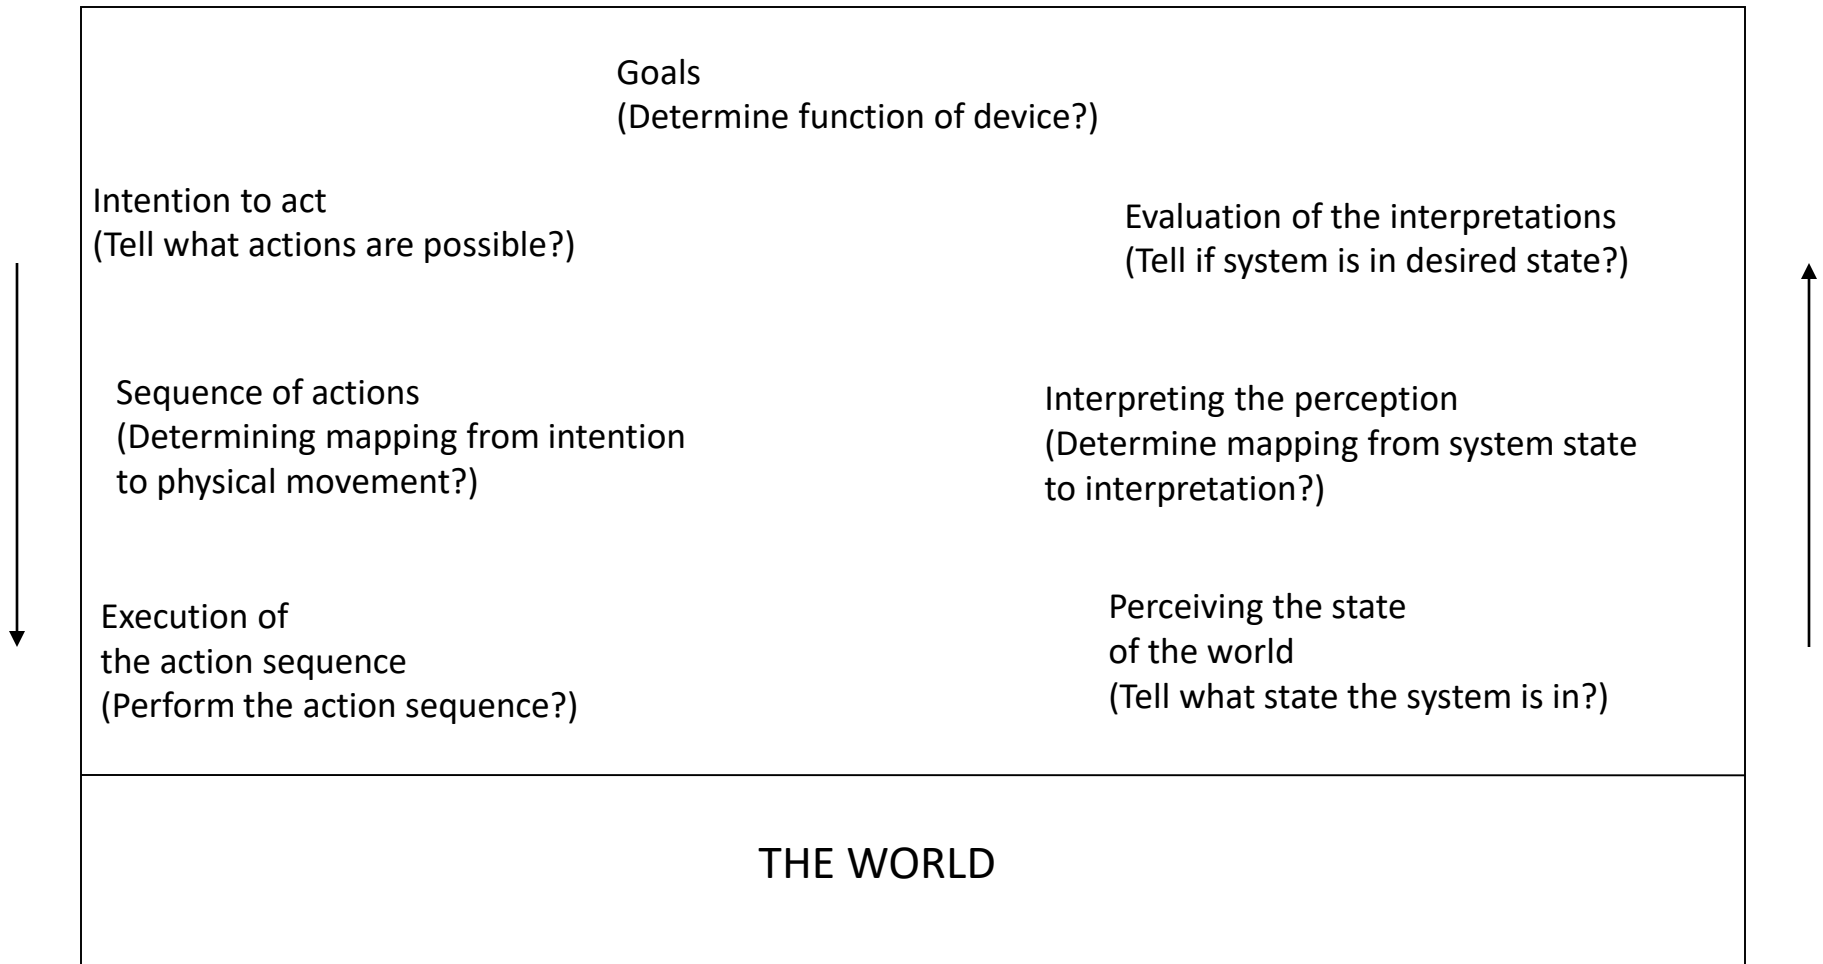 Goals
(Determine function of device?)
Intention to act
(Tell what actions are possible?)
Evaluation of the interpretations
(Tell if system is in desired state?)
Sequence of actions
(Determining mapping from intention
to physical movement?)
Interpreting the perception
(Determine mapping from system state
to interpretation?)
Execution of
the action sequence
(Perform the action sequence?)
Perceiving the state
of the world
(Tell what state the system is in?)
THE WORLD